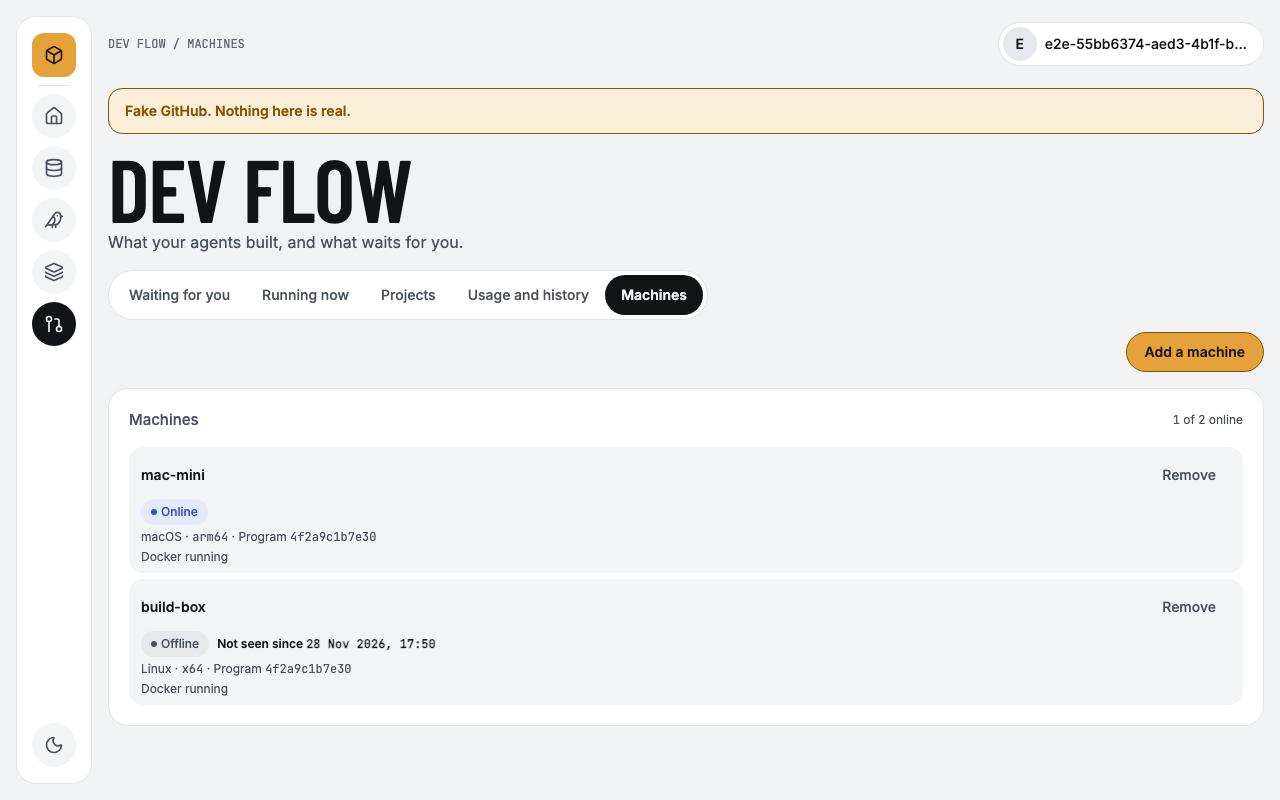 DEV FLOW / MACHINES
E e2e-55bb6374-aed3-4b1f-b...
Fake GitHub. Nothing here is real.
DEV FLOW
What your agents built, and what waits for you.
Waiting for you Running now Projects Usage and history Machines
Add a machine
Machines 1 of 2 online
mac-mini Remove
Online
macOS · arm64 · Program 4f2a9c1b7e30
Docker running
build-box Remove
Offline Not seen since 28 Nov 2026, 17:50
Linux · x64 · Program 4f2a9c1b7e30
Docker running